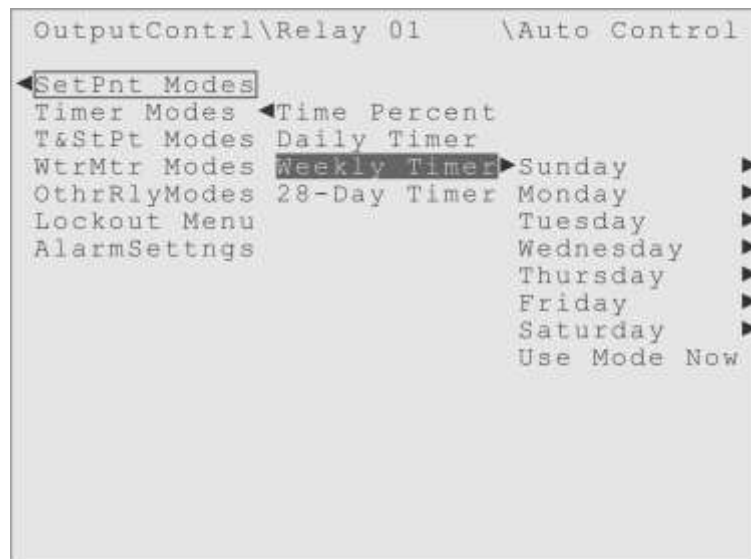 OutputContrl\Relay 01 \Auto Control
SetPnt Modes
Timer Modes Time Percent
T&StPt Modes Daily Timer
WtrMtr Modes Weekly Timer Sunday
OthrRlyModes 28-Day Timer Monday
Lockout Menu Tuesday
AlarmSettngs Wednesday
Thursday
Friday
Saturday
Use Mode Now